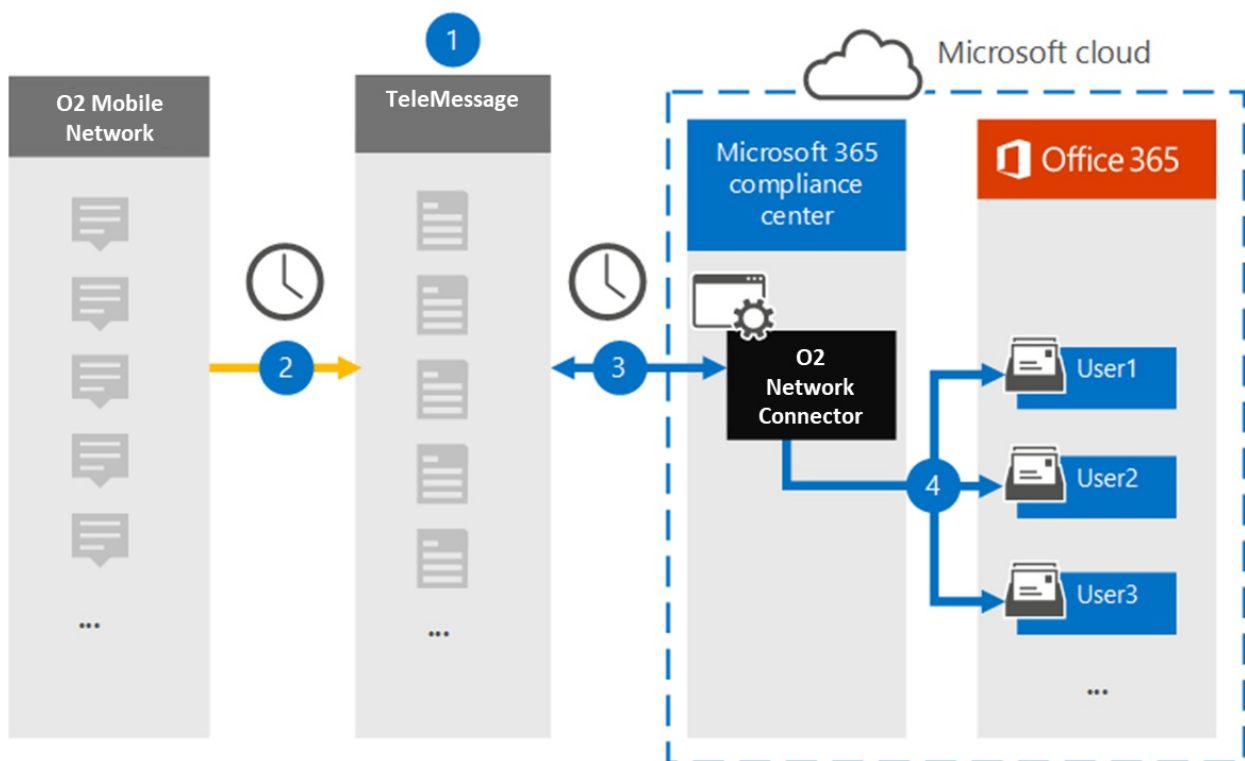 1
Microsoft cloud
O2 Mobile
Network
TeleMessage
Microsoft 365
compliance
center
Office 365
2
3
O2
Network
Connector
4
User1
User2
User3
...
...
...